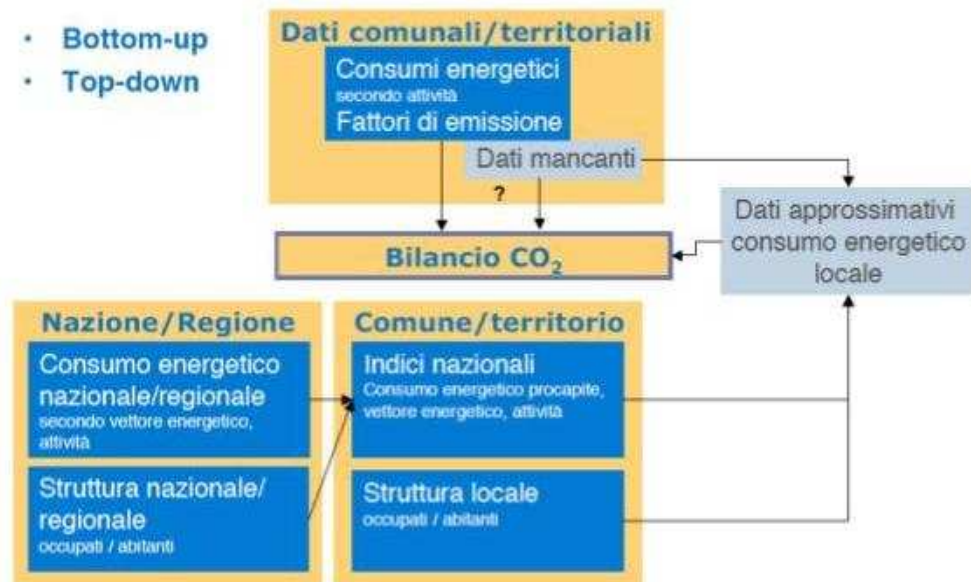 • Bottom-up
• Top-down
Dati comunali/territoriali
Consumi energetici
secondo attività
Fattori di emissione
Dati mancanti
?
Dati approssimativi
consumo energetico
locale
Bilancio CO₂
Nazione/Regione
Consumo energetico
nazionale/regionale
secondo vettore energetico,
attività
Struttura nazionale/
regionale
occupati / abitanti
Comune/territorio
Indici nazionali
Consumo energetico procapite,
vettore energetico, attività
Struttura locale
occupati / abitanti